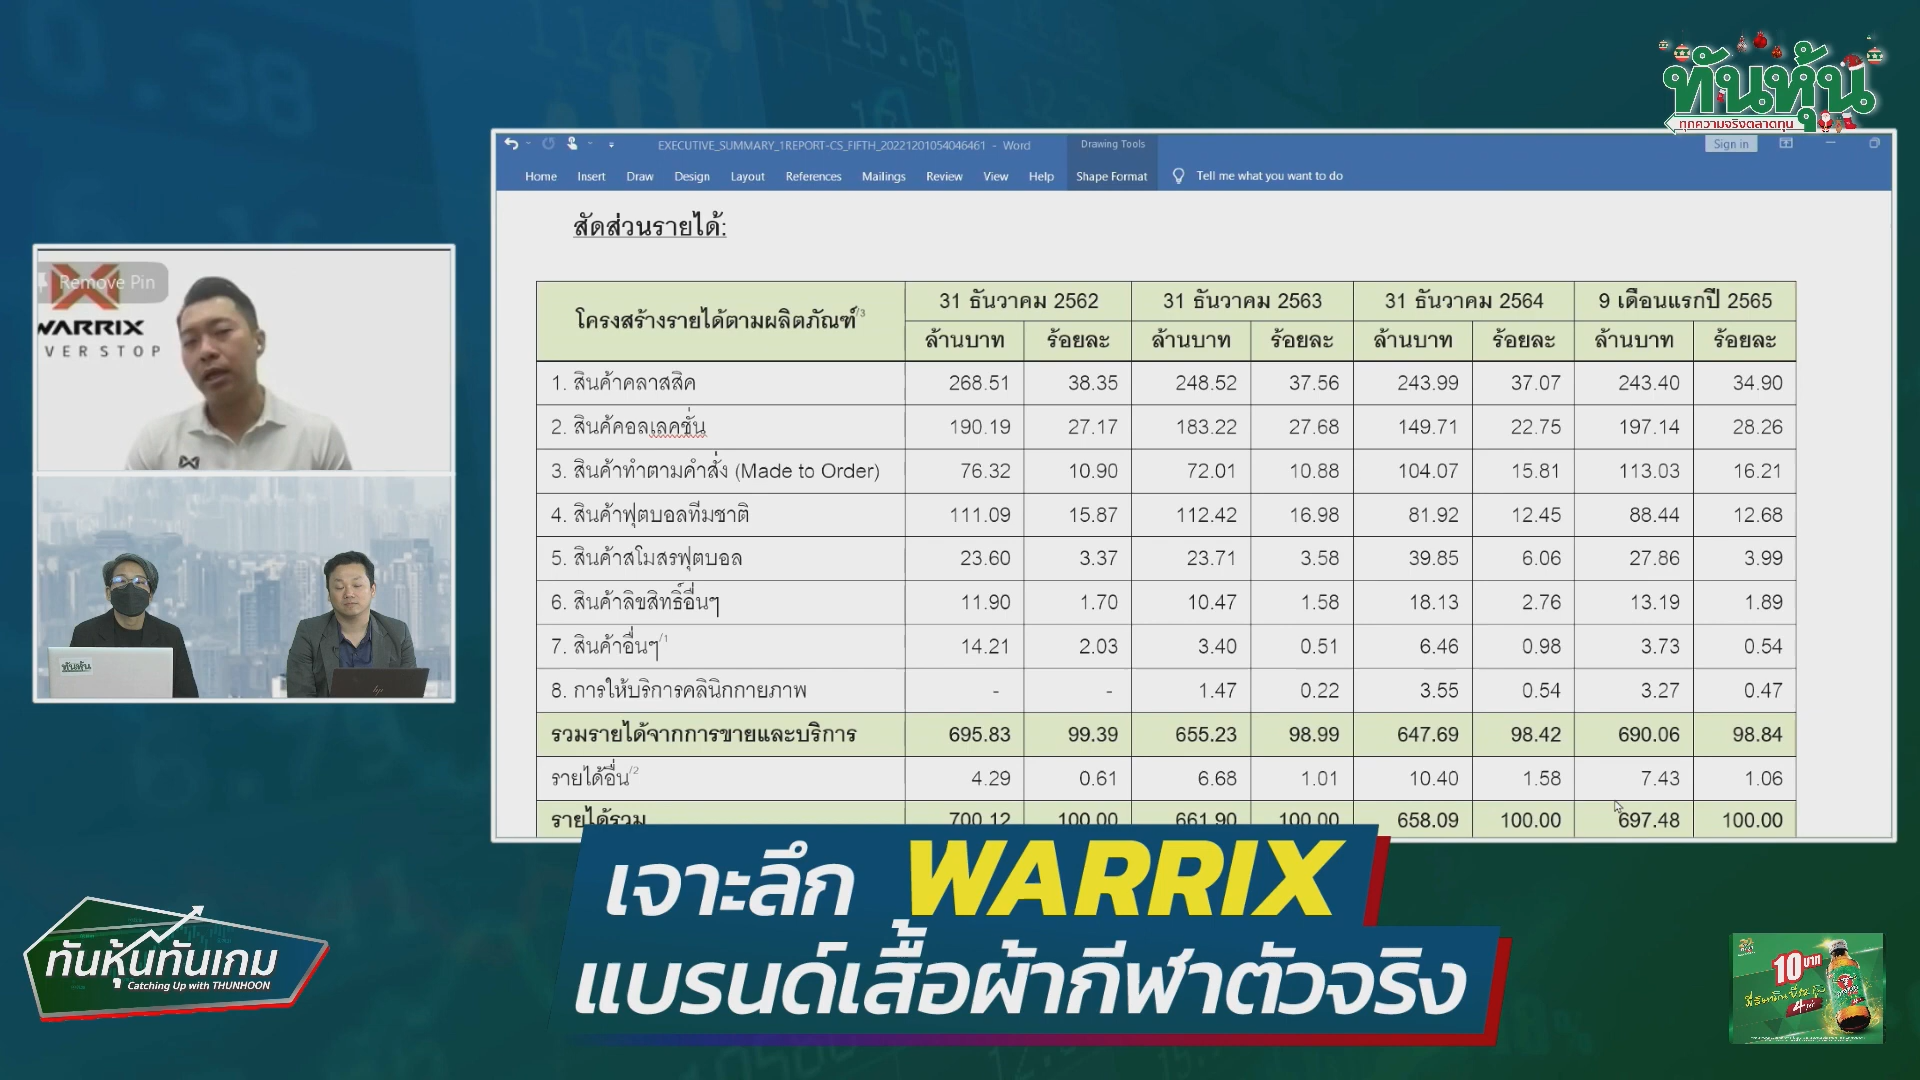 ทันหุ้น
ทุกความจริงตลาดทุน
EXECUTIVE_SUMMARY_1REPORT-CS_FIFTH_20221201054046461 - Word
Drawing Tools
Sign in
Home Insert Draw Design Layout References Mailings Review View Help Shape Format Tell me what you want to do
สัดส่วนรายได้:
โครงสร้างรายได้ตามผลิตภัณฑ์/3 31 ธันวาคม 2562 31 ธันวาคม 2563 31 ธันวาคม 2564 9 เดือนแรกปี 2565
ล้านบาท ร้อยละ ล้านบาท ร้อยละ ล้านบาท ร้อยละ ล้านบาท ร้อยละ
1. สินค้าคลาสสิค 268.51 38.35 248.52 37.56 243.99 37.07 243.40 34.90
2. สินค้คอลเลคชั่น 190.19 27.17 183.22 27.68 149.71 22.75 197.14 28.26
3. สินค้าทำตามคำสั่ง (Made to Order) 76.32 10.90 72.01 10.88 104.07 15.81 113.03 16.21
4. สินค้าฟุตบอลทีมชาติ 111.09 15.87 112.42 16.98 81.92 12.45 88.44 12.68
5. สินค้าสโมสรฟุตบอล 23.60 3.37 23.71 3.58 39.85 6.06 27.86 3.99
6. สินค้าลิขสิทธิ์อื่นๆ 11.90 1.70 10.47 1.58 18.13 2.76 13.19 1.89
7. สินค้าอื่นๆ/1 14.21 2.03 3.40 0.51 6.46 0.98 3.73 0.54
8. การให้บริการคลินิกกายภาพ - - 1.47 0.22 3.55 0.54 3.27 0.47
รวมรายได้จากการขายและบริการ 695.83 99.39 655.23 98.99 647.69 98.42 690.06 98.84
รายได้อื่น/2 4.29 0.61 6.68 1.01 10.40 1.58 7.43 1.06
รายได้รวม 700.12 100.00 661.90 100.00 658.09 100.00 697.48 100.00
Remove Pin
WARRIX
VER STOP
ทันหุ้น
hp
เจาะลึก WARRIX
แบรนด์เสื้อผ้ากีฬาตัวจริง
ทันหุ้นทันเกม
Catching Up with THUNHOON
10 บาท